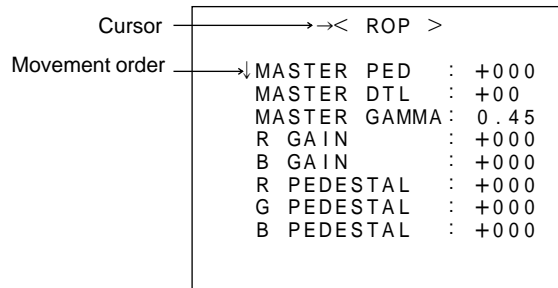 Cursor →< ROP >
Movement order ↓MASTER PED : +000
MASTER DTL : +00
MASTER GAMMA: 0.45
R GAIN : +000
B GAIN : +000
R PEDESTAL : +000
G PEDESTAL : +000
B PEDESTAL : +000